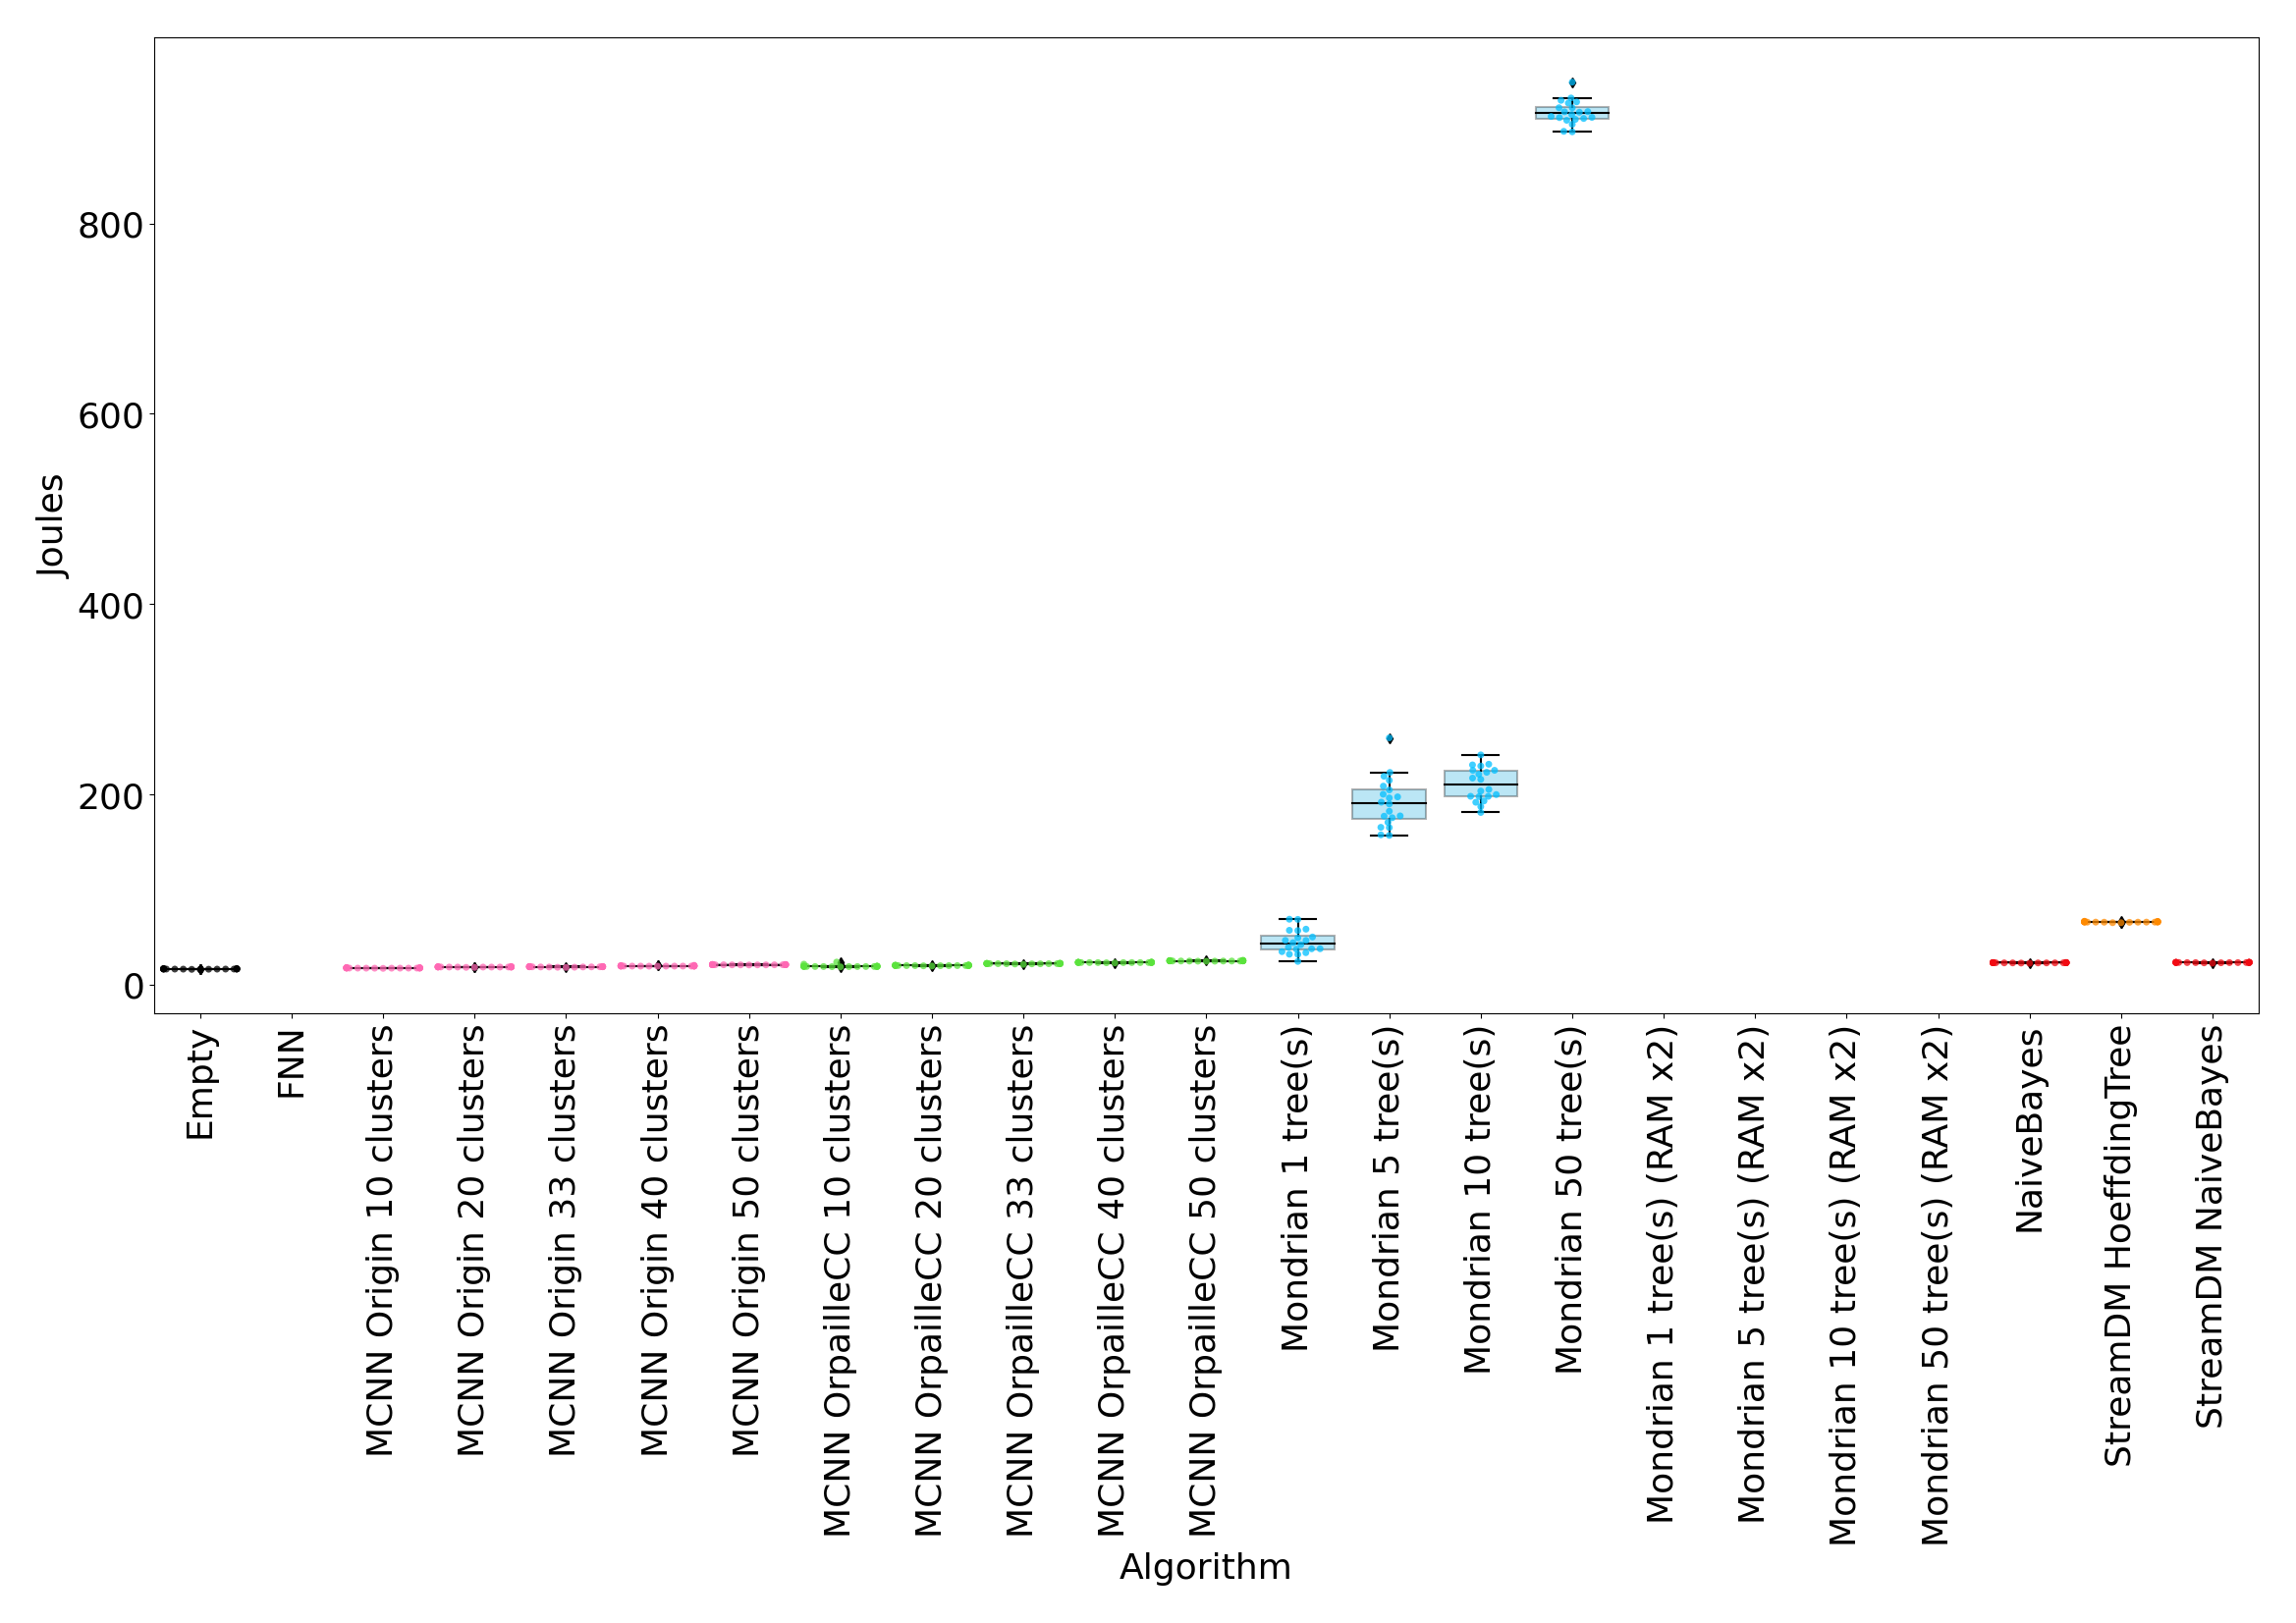 Joules
800
600
400
200
0
Empty
FNN
MCNN Origin 10 clusters
MCNN Origin 20 clusters
MCNN Origin 33 clusters
MCNN Origin 40 clusters
MCNN Origin 50 clusters
MCNN OrpailleCC 10 clusters
MCNN OrpailleCC 20 clusters
MCNN OrpailleCC 33 clusters
MCNN OrpailleCC 40 clusters
MCNN OrpailleCC 50 clusters
Mondrian 1 tree(s)
Mondrian 5 tree(s)
Mondrian 10 tree(s)
Mondrian 50 tree(s)
Mondrian 1 tree(s) (RAM x2)
Mondrian 5 tree(s) (RAM x2)
Mondrian 10 tree(s) (RAM x2)
Mondrian 50 tree(s) (RAM x2)
NaiveBayes
StreamDM HoeffdingTree
StreamDM NaiveBayes
Algorithm